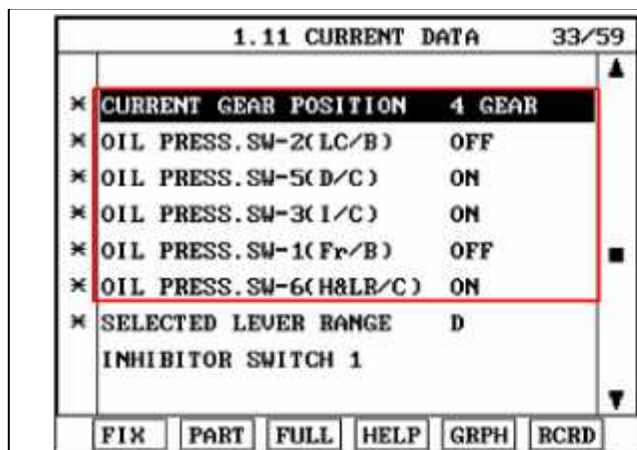 1.11 CURRENT DATA 33/59
* CURRENT GEAR POSITION 4 GEAR
* OIL PRESS.SW-2(LC/B) OFF
* OIL PRESS.SW-5(D/C) ON
* OIL PRESS.SW-3(I/C) ON
* OIL PRESS.SW-1(Fr/B) OFF
* OIL PRESS.SW-6(H&LR/C) ON
* SELECTED LEVER RANGE D
INHIBITOR SWITCH 1
FIX PART FULL HELP GRPH RCRD